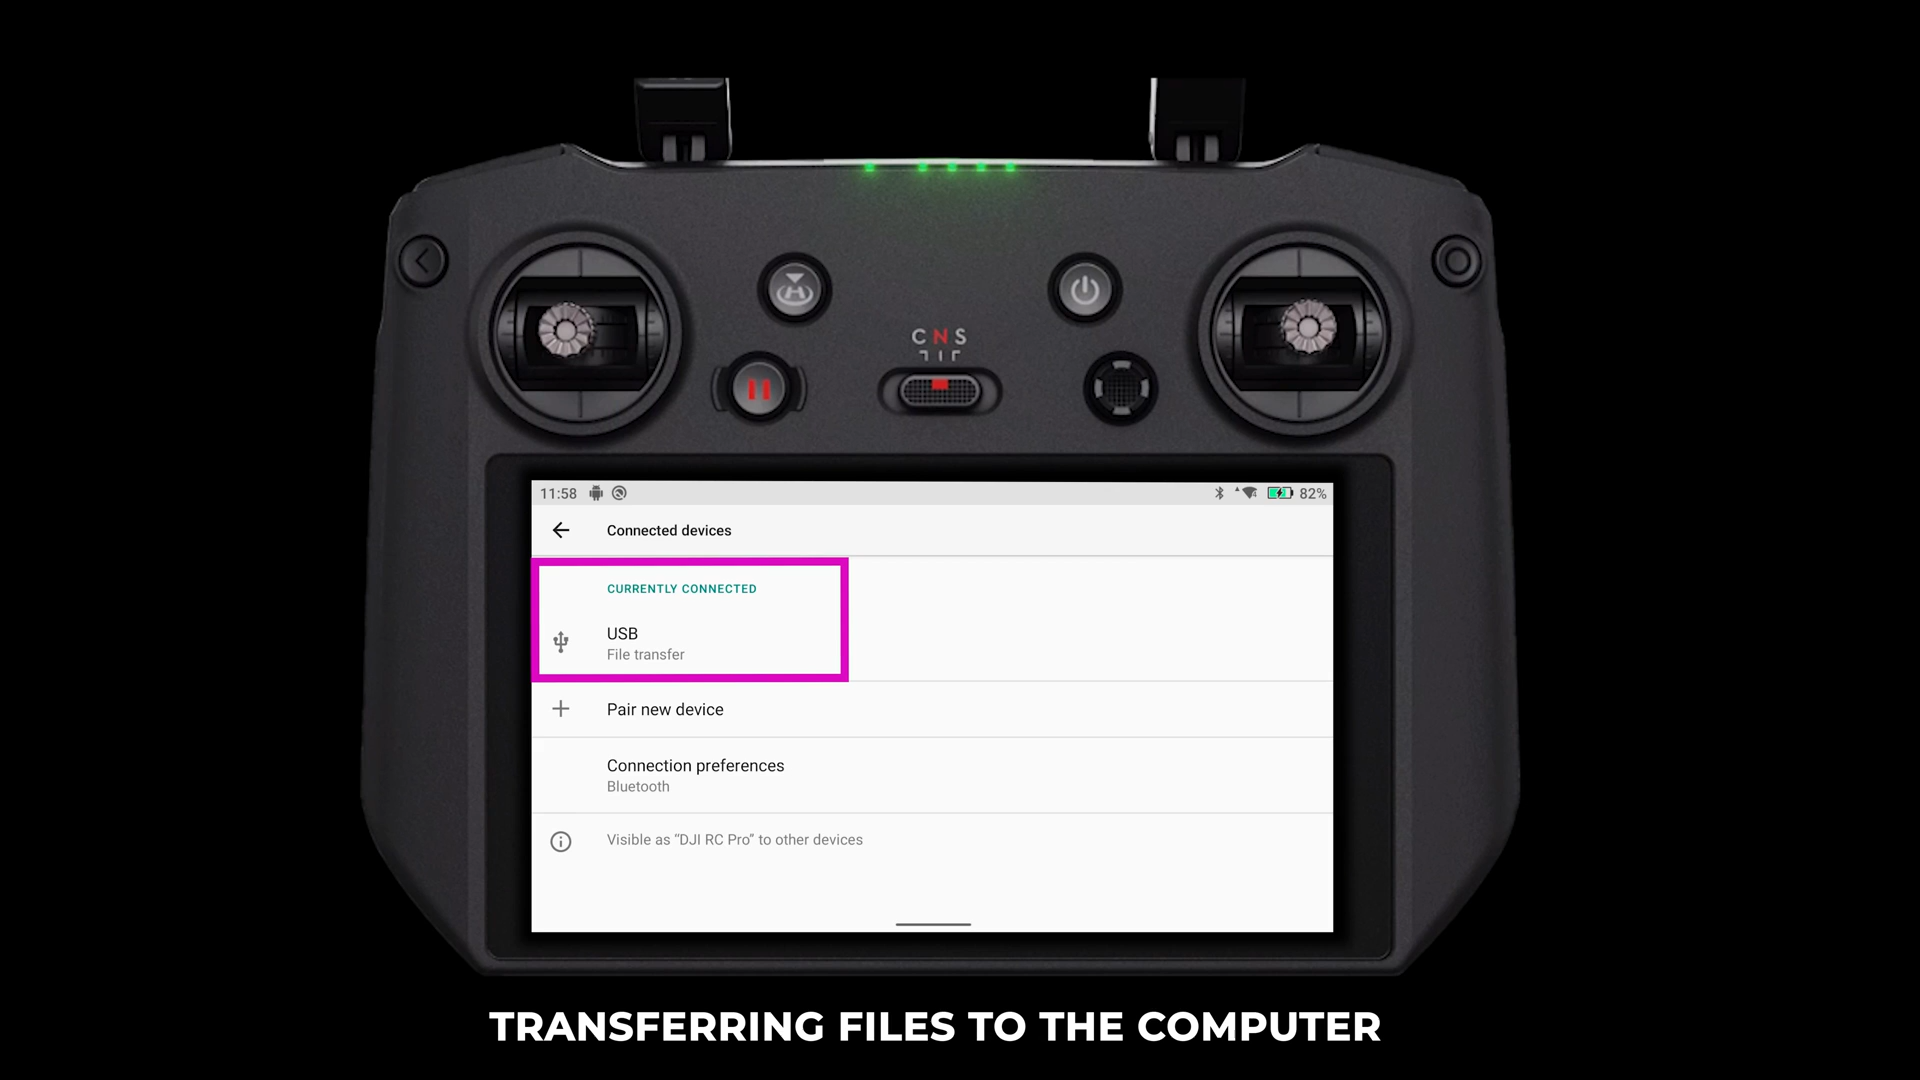 C N S
11:58
82%
Connected devices
CURRENTLY CONNECTED
USB
File transfer
Pair new device
Connection preferences
Bluetooth
Visible as “DJI RC Pro” to other devices
TRANSFERRING FILES TO THE COMPUTER